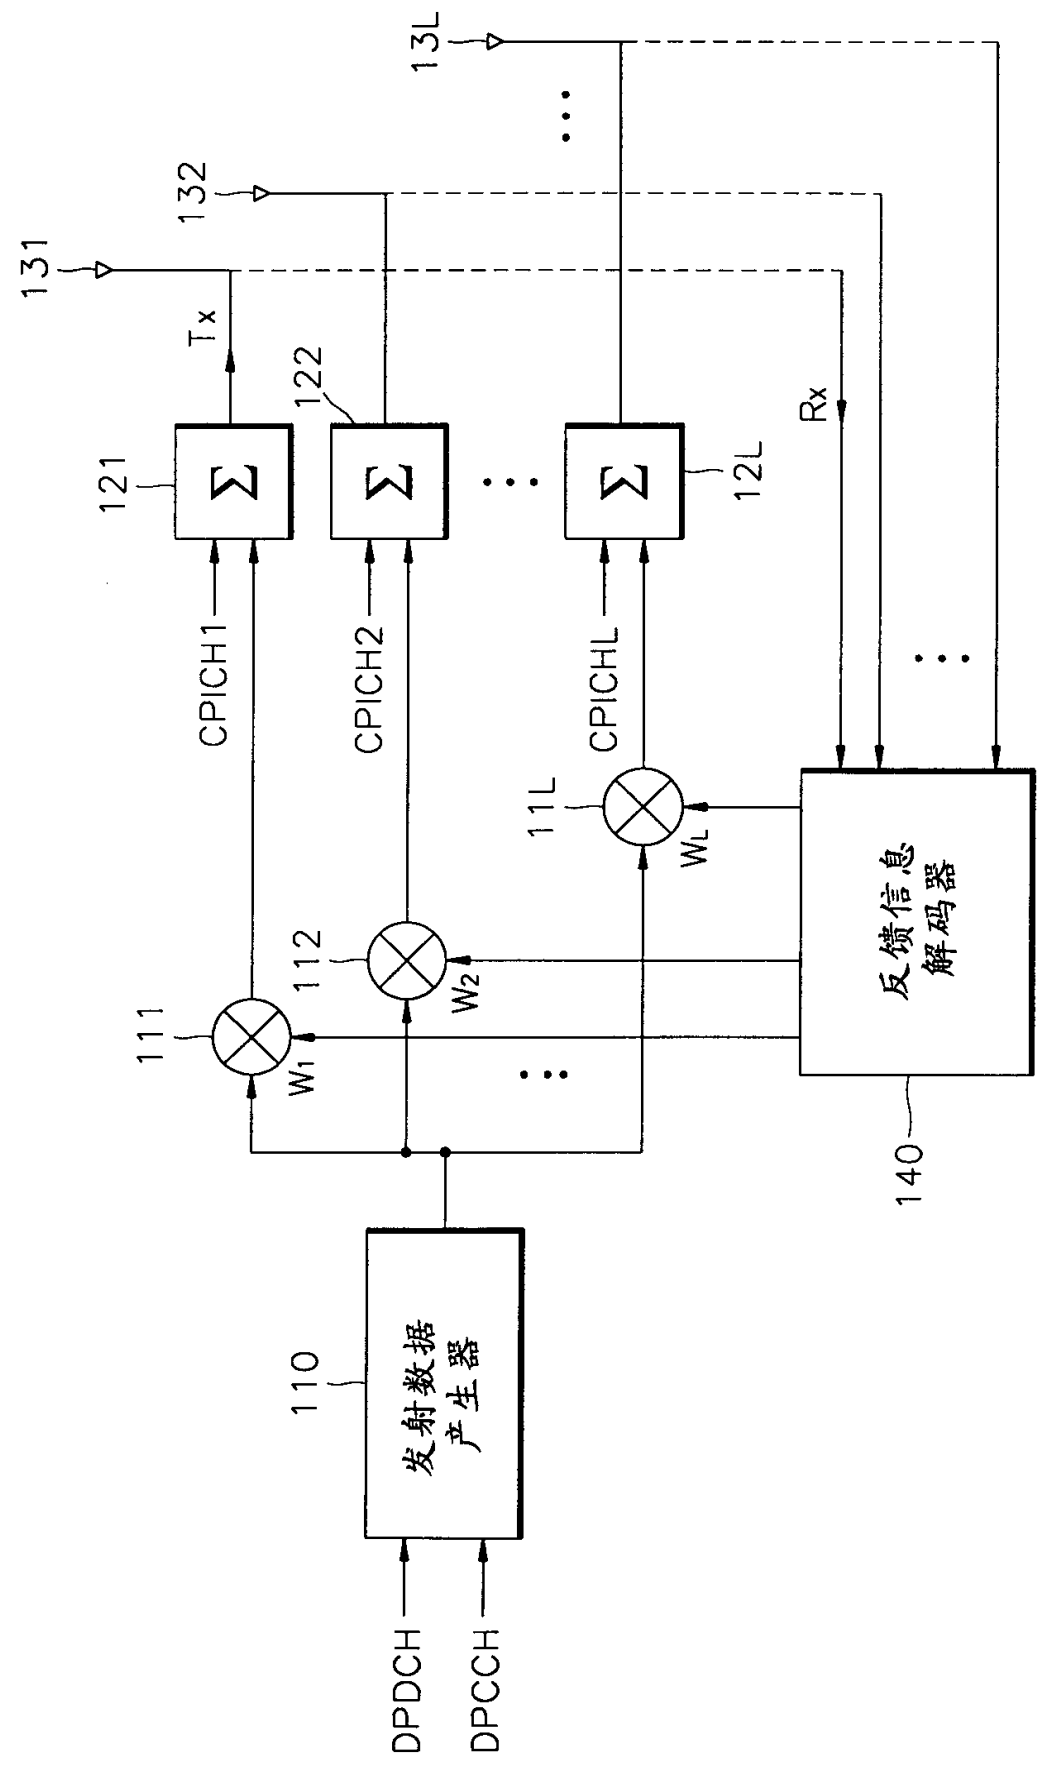 DPDCH
DPCCH
110
发射数据
产生器
111
W1
112
W2
11L
WL
CPICH1
CPICH2
CPICHL
121
Σ
122
Σ
12L
Σ
Tx
Rx
131
132
13L
反馈信息
解码器
140